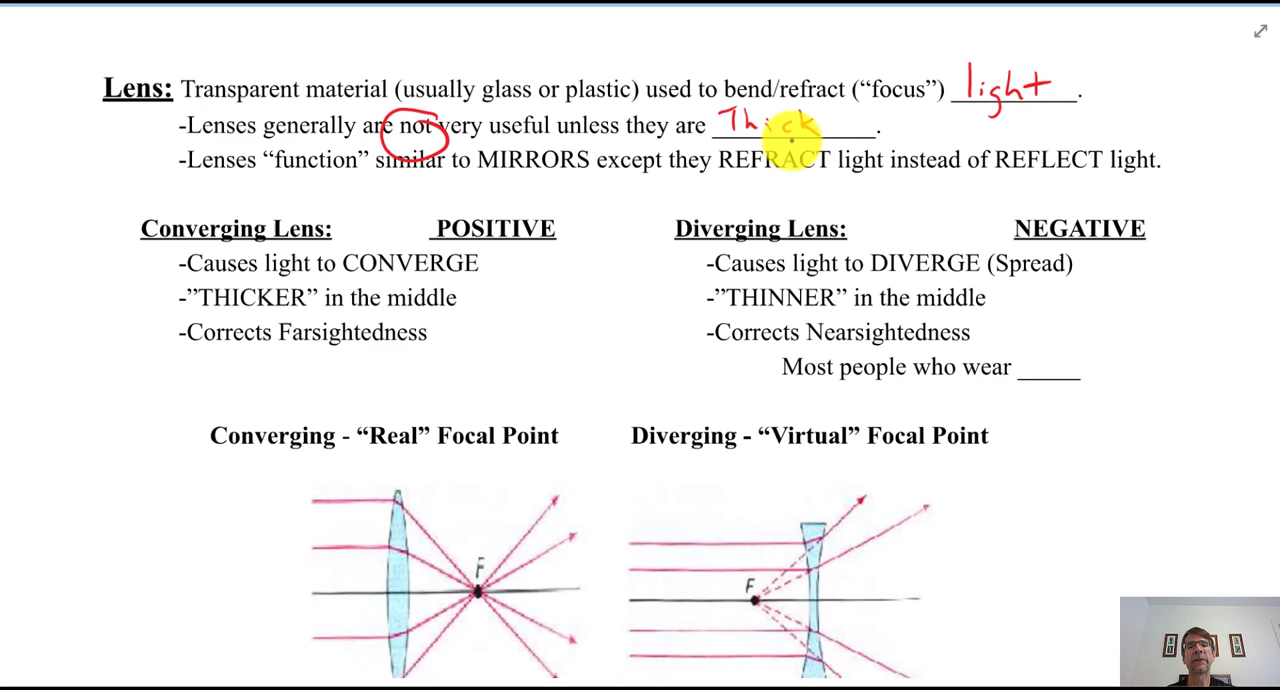 Lens: Transparent material (usually glass or plastic) used to bend/refract (“focus”) light.
-Lenses generally are not very useful unless they are Thick.
-Lenses “function” similar to MIRRORS except they REFRACT light instead of REFLECT light.
Converging Lens: POSITIVE
-Causes light to CONVERGE
-”THICKER” in the middle
-Corrects Farsightedness
Diverging Lens: NEGATIVE
-Causes light to DIVERGE (Spread)
-”THINNER” in the middle
-Corrects Nearsightedness
Most people who wear _____
Converging - “Real” Focal Point
F
Diverging - “Virtual” Focal Point
F